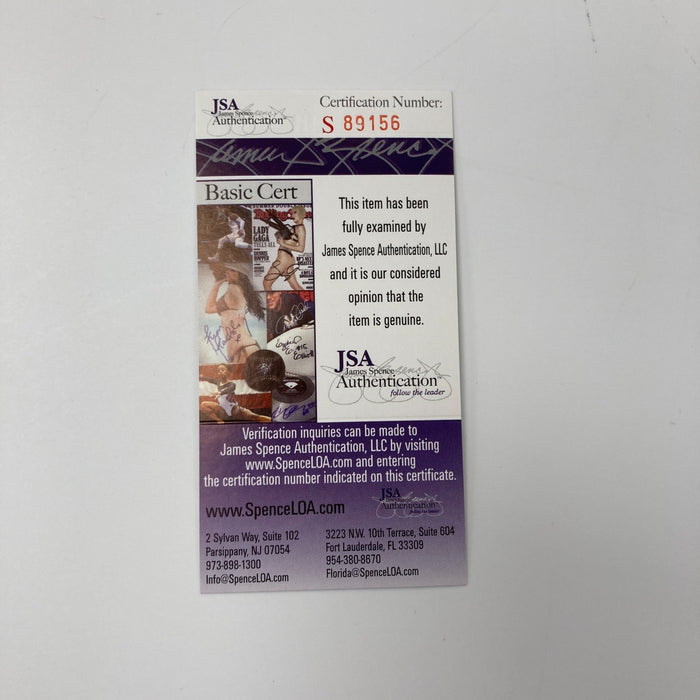 JSA
James Spence
Authentication
Certification Number:
S 89156
Basic Cert
LADY
GAGA
TELLS ALL
This item has been
fully examined by
James Spence Authentication, LLC
and it is our considered
opinion that the
item is genuine.
JSA
James Spence
Authentication™
follow the leader
Verification inquiries can be made to
James Spence Authentication, LLC by visiting
www.SpenceLOA.com and entering
the certification number indicated on this certificate.
JSA
Authentication
www.SpenceLOA.com
2 Sylvan Way, Suite 102
Parsippany, NJ 07054
973-898-1300
Info@SpenceLOA.com
3223 N.W. 10th Terrace, Suite 604
Fort Lauderdale, FL 33309
954-380-8670
Florida@SpenceLOA.com